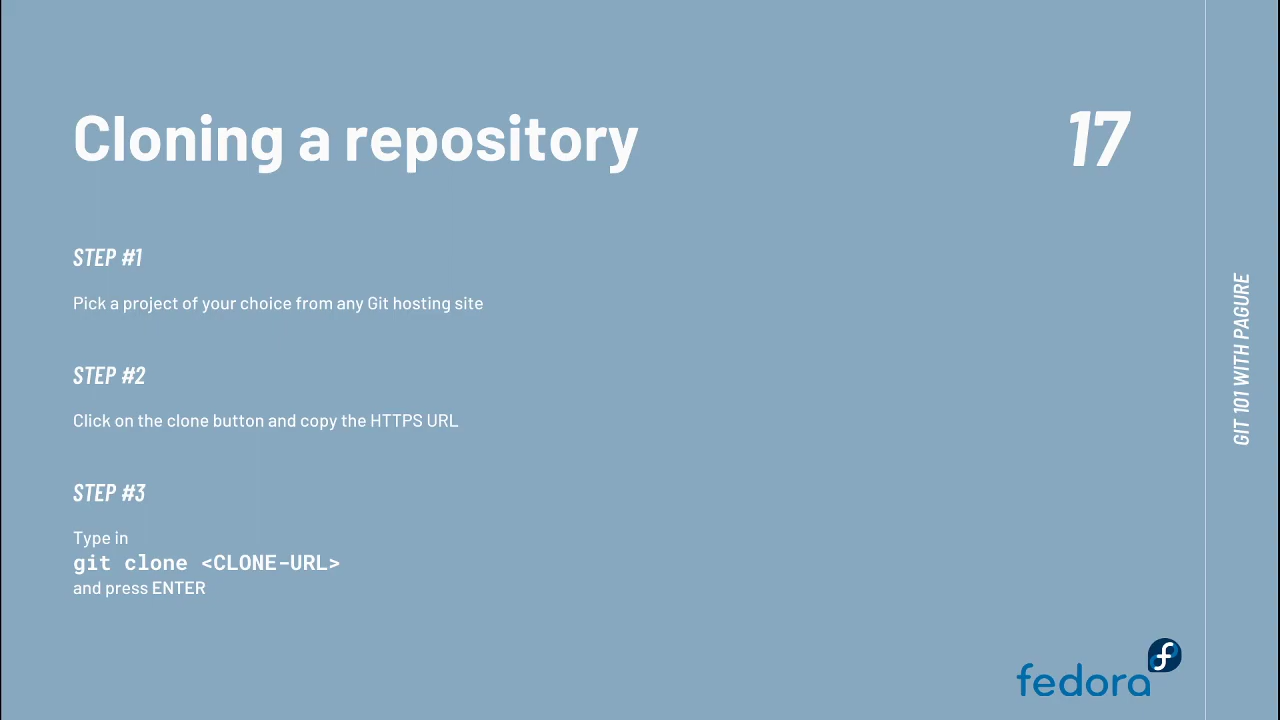 Cloning a repository
17
STEP #1
Pick a project of your choice from any Git hosting site
STEP #2
Click on the clone button and copy the HTTPS URL
STEP #3
Type in
git clone <CLONE-URL>
and press ENTER
GIT 101 WITH PAGURE
fedora